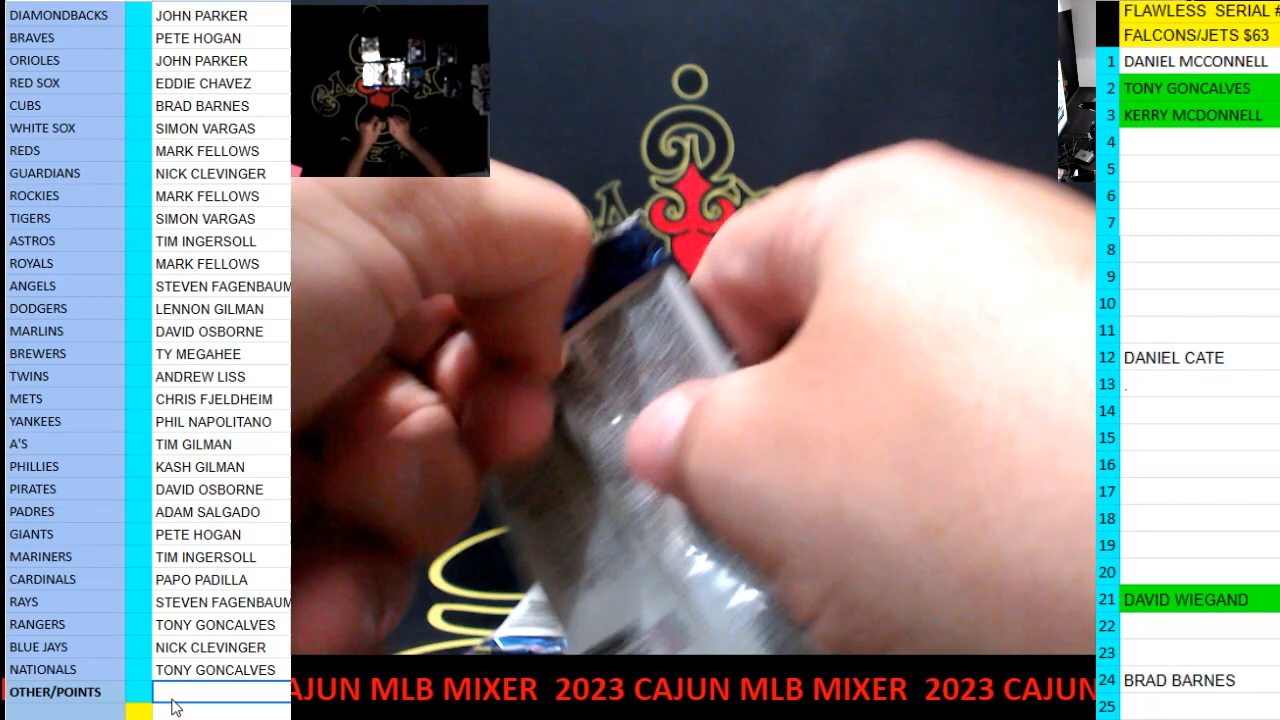 DIAMONDBACKS JOHN PARKER
BRAVES PETE HOGAN
ORIOLES JOHN PARKER
RED SOX EDDIE CHAVEZ
CUBS BRAD BARNES
WHITE SOX SIMON VARGAS
REDS MARK FELLOWS
GUARDIANS NICK CLEVINGER
ROCKIES MARK FELLOWS
TIGERS SIMON VARGAS
ASTROS TIM INGERSOLL
ROYALS MARK FELLOWS
ANGELS STEVEN FAGENBAUM
DODGERS LENNON GILMAN
MARLINS DAVID OSBORNE
BREWERS TY MEGAHEE
TWINS ANDREW LISS
METS CHRIS FJELDHEIM
YANKEES PHIL NAPOLITANO
A'S TIM GILMAN
PHILLIES KASH GILMAN
PIRATES DAVID OSBORNE
PADRES ADAM SALGADO
GIANTS PETE HOGAN
MARINERS TIM INGERSOLL
CARDINALS PAPO PADILLA
RAYS STEVEN FAGENBAUM
RANGERS TONY GONCALVES
BLUE JAYS NICK CLEVINGER
NATIONALS TONY GONCALVES
OTHER/POINTS
AJUN MLB MIXER 2023 CAJUN MLB MIXER 2023 CAJUN
FLAWLESS SERIAL #
FALCONS/JETS $63
1 DANIEL MCCONNELL
2 TONY GONCALVES
3 KERRY MCDONNELL
4
5
6
7
8
9
10
11
12 DANIEL CATE
13 .
14
15
16
17
18
19
20
21 DAVID WIEGAND
22
23
24 BRAD BARNES
25